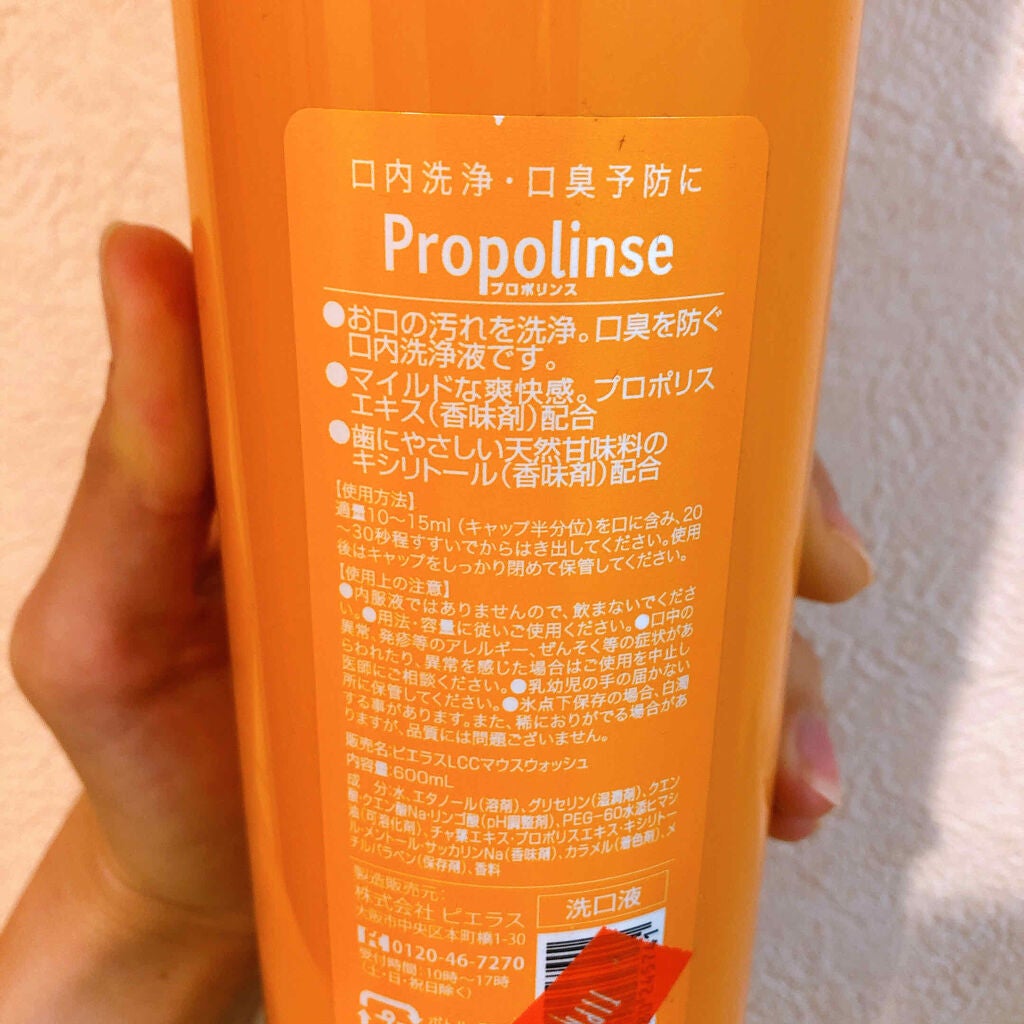 口内洗浄・口臭予防に
Propolinse
プロポリンス
●お口の汚れを洗浄。口臭を防ぐ
口内洗浄液です。
●マイルドな爽快感。プロポリス
エキス(香味剤)配合
●歯にやさしい天然甘味料の
キシリトール(香味剤)配合
【使用方法】
適量10～15ml(キャップ半分位)を口に含み、20
～30秒程すすいでからはき出してください。使用
後はキャップをしっかり閉めて保管してください。
【使用上の注意】
●内服液ではありませんので、飲まないでくださ
い。●用法・容量に従いご使用ください。●口中の
異常、発疹等のアレルギー、ぜんそく等の症状があ
らわれたり、異常を感じた場合はご使用を中止し
医師にご相談ください。●乳幼児の手の届かない
所に保管してください。●氷点下保存の場合、白濁
する事があります。また、稀におりがでる場合があ
りますが、品質には問題ございません。
販売名:ピエラスLCCマウスウォッシュ
内容量:600mL
成 分:水、エタノール(溶剤)、グリセリン(湿潤剤)、クエン
酸・クエン酸Na・リンゴ酸(pH調整剤)、PEG-60水添ヒマシ
油(可溶化剤)、チャ葉エキス・プロポリスエキス・キシリトー
ル・メントール・サッカリンNa(香味剤)、カラメル(着色剤)、メ
チルパラベン(保存剤)、香料
製造販売元:
株式会社 ピエラス
大阪市中央区本町橋1-30
0120-46-7270
受付時間:10時～17時
(土・日・祝日除く)
洗口液